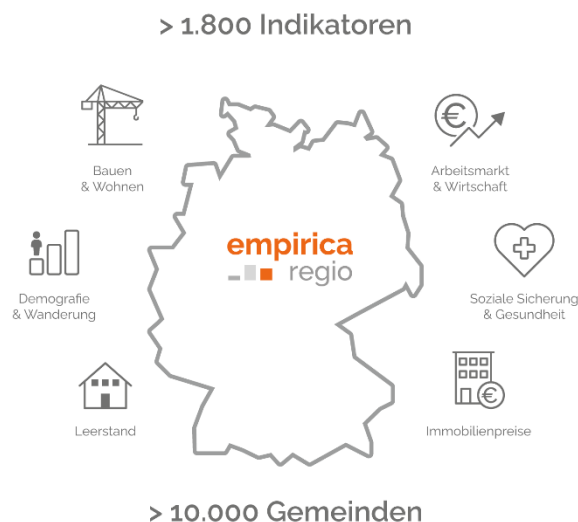 > 1.800 Indikatoren
Bauen
& Wohnen
Arbeitsmarkt
& Wirtschaft
empirica
regio
Demografie
& Wanderung
Soziale Sicherung
& Gesundheit
Leerstand
Immobilienpreise
> 10.000 Gemeinden